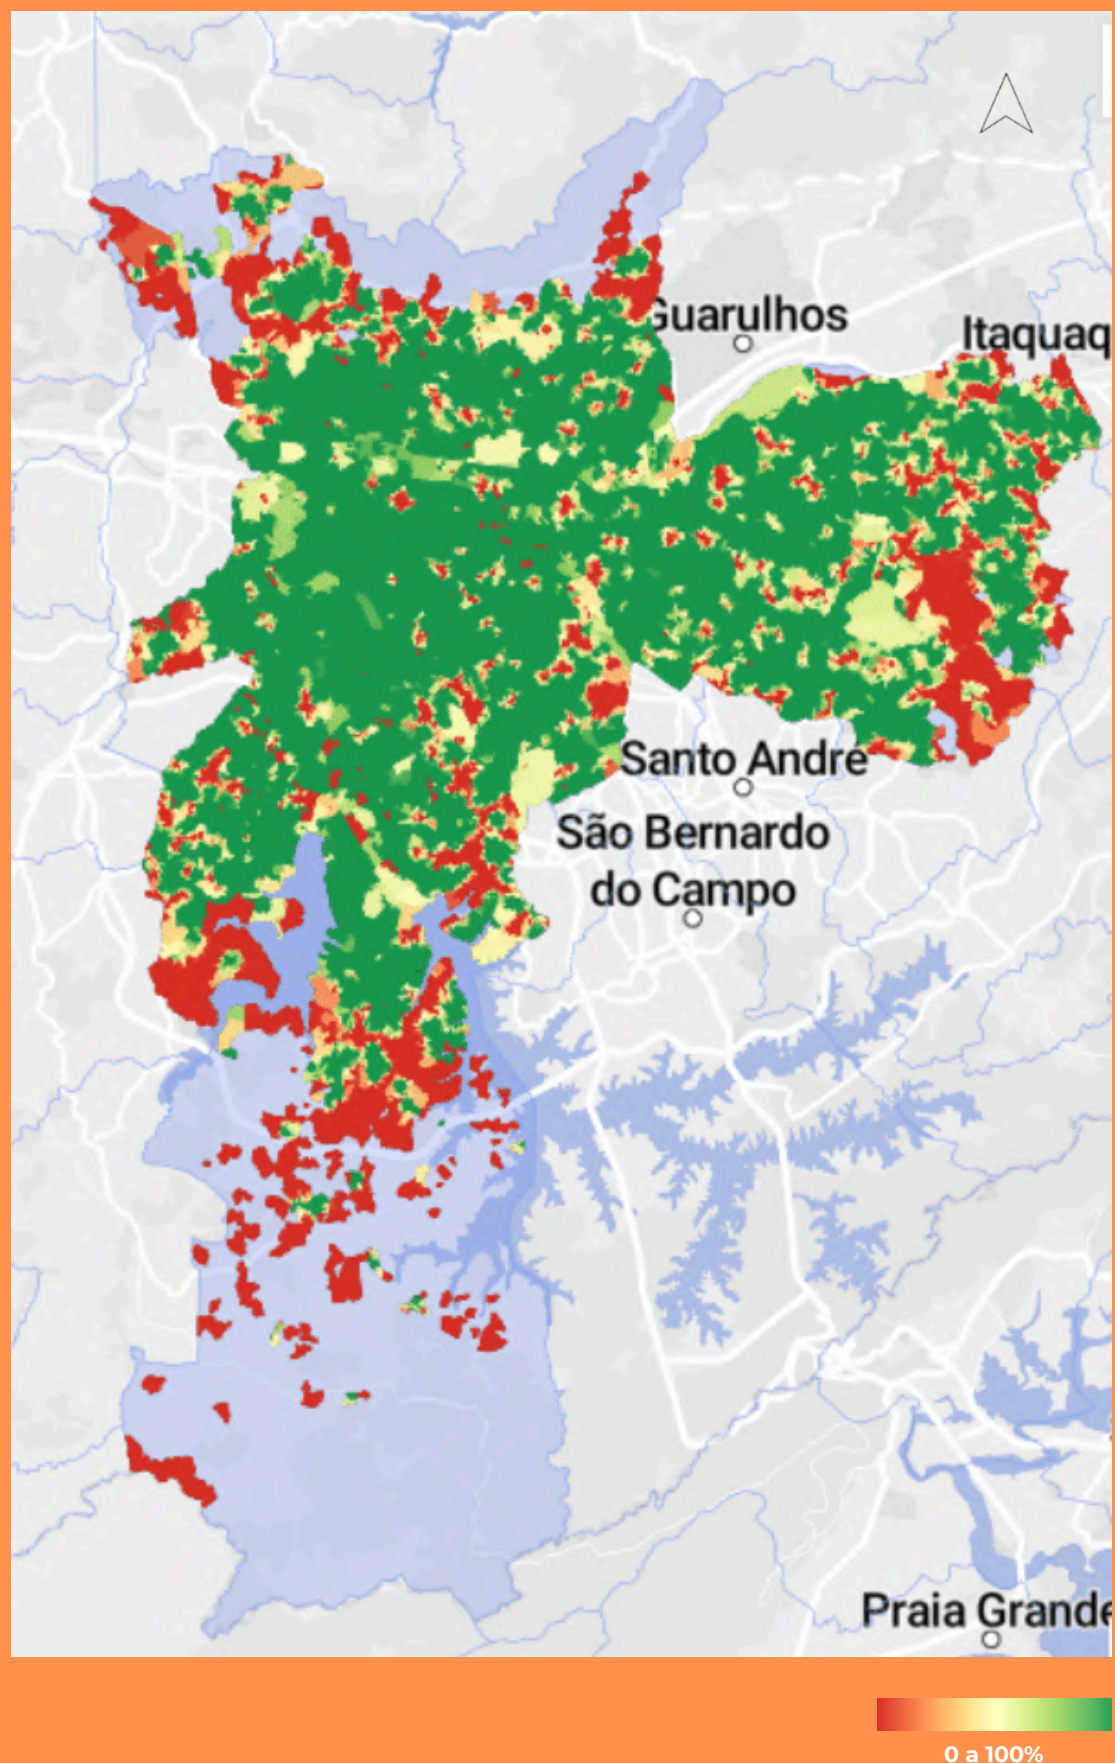 Guarulhos
Itaquaq
Santo André
São Bernardo
do Campo
Praia Grande
0 a 100%